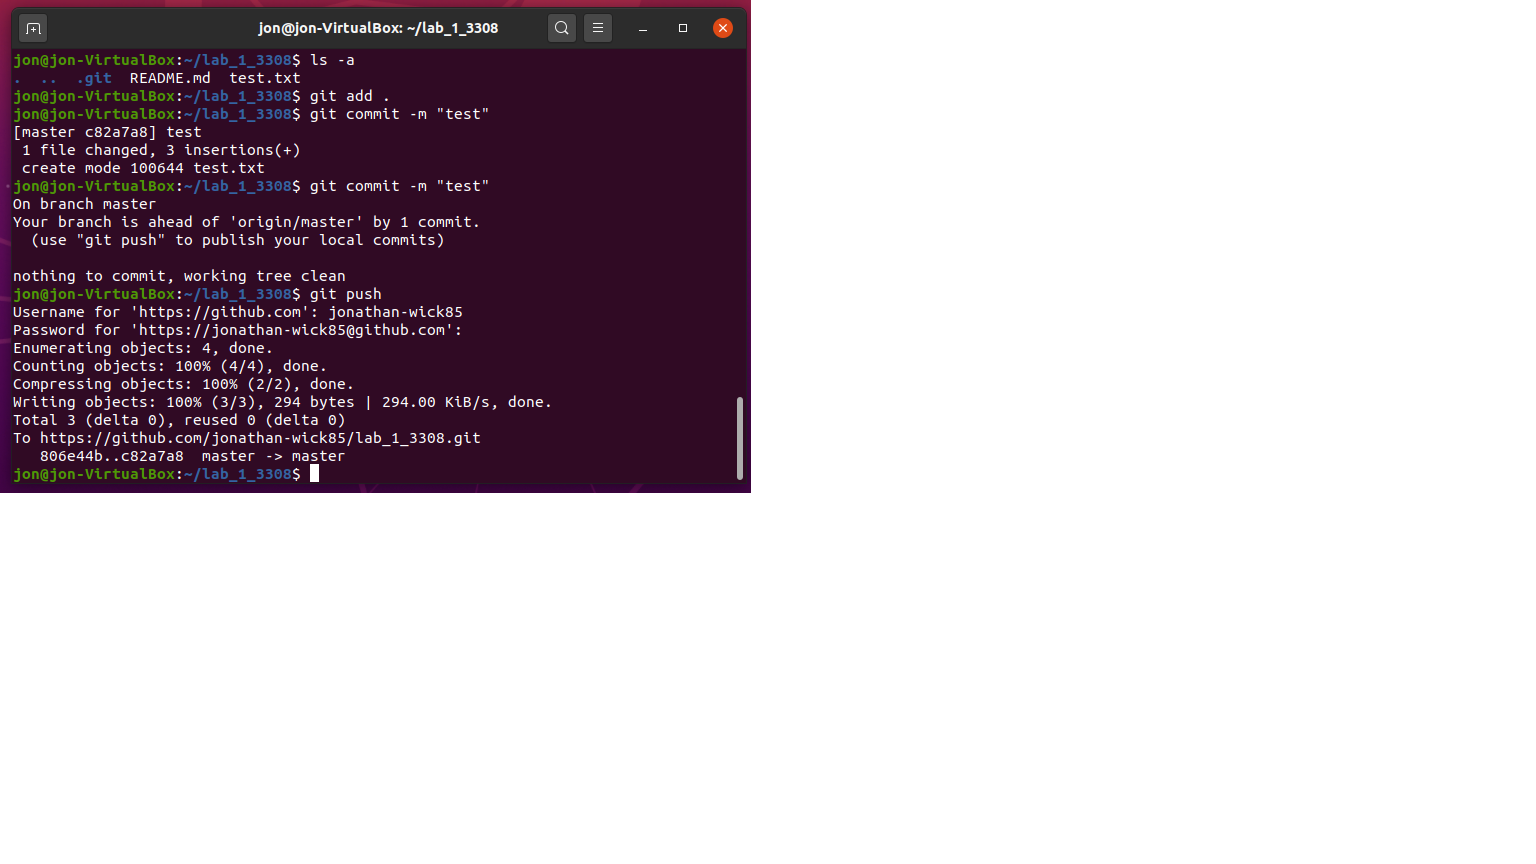 jon@jon-VirtualBox: ~/lab_1_3308
jon@jon-VirtualBox:~/lab_1_3308$ ls -a
.  ..  .git  README.md  test.txt
jon@jon-VirtualBox:~/lab_1_3308$ git add .
jon@jon-VirtualBox:~/lab_1_3308$ git commit -m "test"
[master c82a7a8] test
 1 file changed, 3 insertions(+)
 create mode 100644 test.txt
jon@jon-VirtualBox:~/lab_1_3308$ git commit -m "test"
On branch master
Your branch is ahead of 'origin/master' by 1 commit.
  (use "git push" to publish your local commits)

nothing to commit, working tree clean
jon@jon-VirtualBox:~/lab_1_3308$ git push
Username for 'https://github.com': jonathan-wick85
Password for 'https://jonathan-wick85@github.com':
Enumerating objects: 4, done.
Counting objects: 100% (4/4), done.
Compressing objects: 100% (2/2), done.
Writing objects: 100% (3/3), 294 bytes | 294.00 KiB/s, done.
Total 3 (delta 0), reused 0 (delta 0)
To https://github.com/jonathan-wick85/lab_1_3308.git
   806e44b..c82a7a8  master -> master
jon@jon-VirtualBox:~/lab_1_3308$